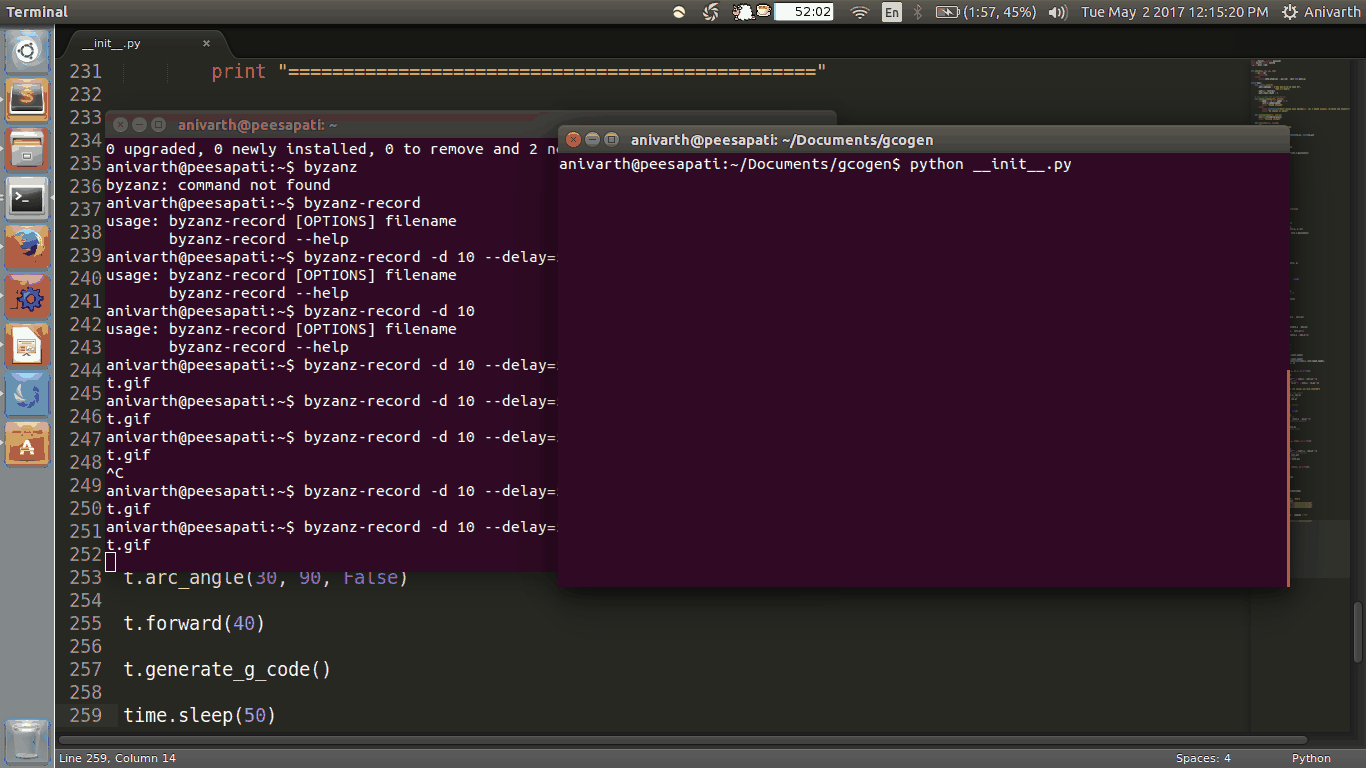 Terminal
52:02
En
(1:57, 45%)
Tue May 2 2017 12:15:20 PM
Anivarth
__init__.py
231 print "================================================"
232
233
234
235
236
237
238
239
240
241
242
243
244
245
246
247
248
249
250
251
252
253 t.arc_angle(30, 90, False)
254
255 t.forward(40)
256
257 t.generate_g_code()
258
259 time.sleep(50)
anivarth@peesapati: ~
0 upgraded, 0 newly installed, 0 to remove and 2
anivarth@peesapati:~$ byzanz
byzanz: command not found
anivarth@peesapati:~$ byzanz-record
usage: byzanz-record [OPTIONS] filename
byzanz-record --help
anivarth@peesapati:~$ byzanz-record -d 10 --delay=
usage: byzanz-record [OPTIONS] filename
byzanz-record --help
anivarth@peesapati:~$ byzanz-record -d 10
usage: byzanz-record [OPTIONS] filename
byzanz-record --help
anivarth@peesapati:~$ byzanz-record -d 10 --delay=
t.gif
anivarth@peesapati:~$ byzanz-record -d 10 --delay=
t.gif
anivarth@peesapati:~$ byzanz-record -d 10 --delay=
t.gif
^C
anivarth@peesapati:~$ byzanz-record -d 10 --delay=
t.gif
anivarth@peesapati:~$ byzanz-record -d 10 --delay=
t.gif
anivarth@peesapati: ~/Documents/gcogen
anivarth@peesapati:~/Documents/gcogen$ python __init__.py
Line 259, Column 14
Spaces: 4
Python